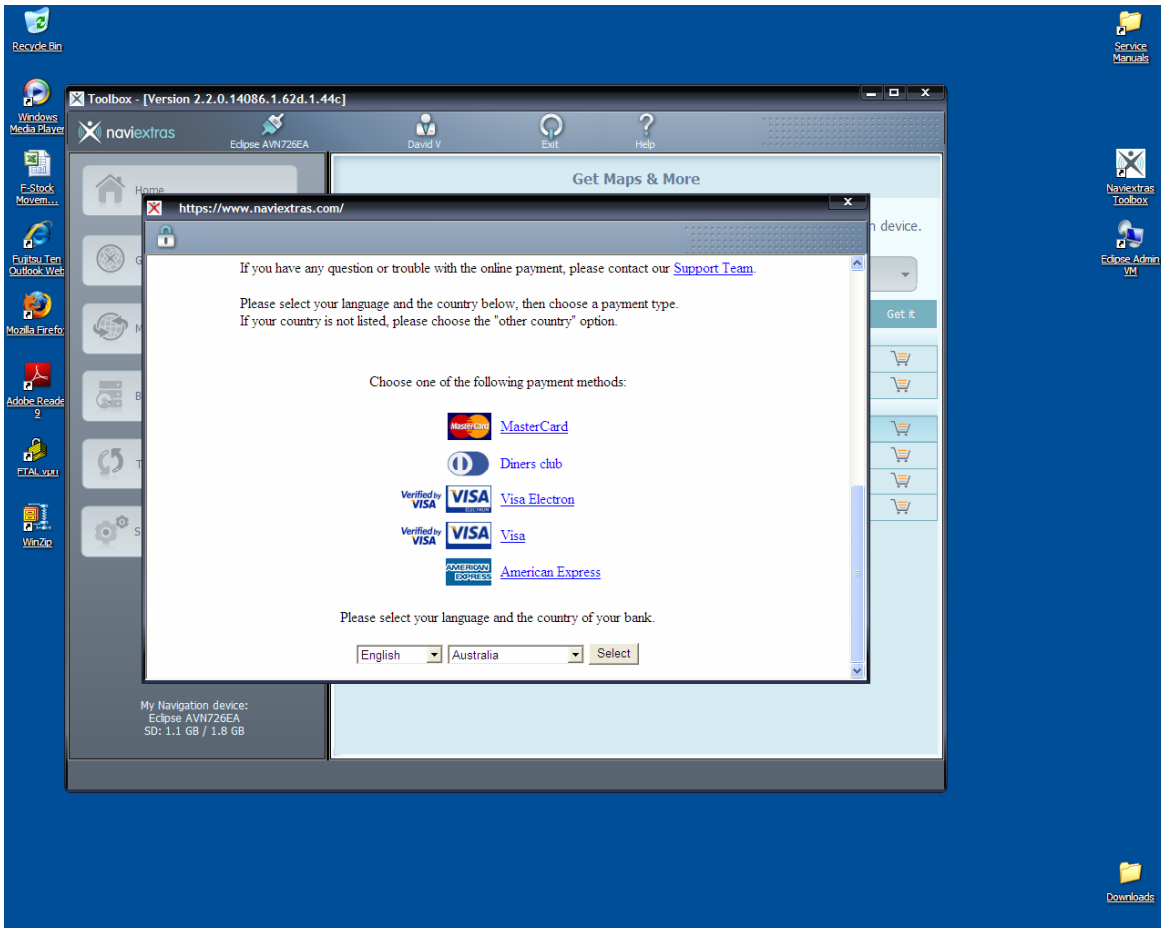 Recycle Bin
Service
Manuals
Windows
Media Player
Toolbox - [Version 2.2.0.14086.1.62d.1.44c]
naviextras
Eclipse AVN726EA
David V
Exit
Help
E-Stock
Movem...
Naviextras
Toolbox
Home
Get Maps & More
https://www.naviextras.com/
device.
Fujitsu Ten
Outlook Web
Eclipse Admin
VM
G
If you have any question or trouble with the online payment, please contact our Support Team.
Please select your language and the country below, then choose a payment type.
If your country is not listed, please choose the "other country" option.
Get it
Mozilla Firefo
M
Choose one of the following payment methods:
Adobe Reade
9
B
MasterCard MasterCard
Diners club
FTAL vpn
T
Verified by VISA VISA ELECTRON Visa Electron
WinZip
S
Verified by VISA VISA Visa
AMERICAN EXPRESS American Express
Please select your language and the country of your bank.
English Australia Select
My Navigation device:
Eclipse AVN726EA
SD: 1.1 GB / 1.8 GB
Downloads